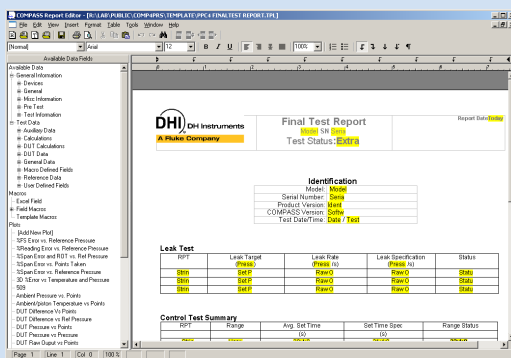 COMPASS Report Editor - [R:\LAB\PUBLIC\COMP4PRS\TEMPLATE\PPC4 FINALTEST REPORT.TPL]
File Edit View Insert Format Table Tools Window Help
[Normal] Arial 12 B I U 100%
Available Data Fields
Available Data
General Information
Devices
General
Misc Information
Pre Test
Test Information
Test Data
Auxiliary Data
Calculations
DUT Calculations
DUT Data
General Data
Macro Defined Fields
Reference Data
User Defined Fields
Macros
Excel Field
Field Macros
Template Macros
Plots
[Add New Plot]
%FS Error vs. Reference Pressure
%Reading Error vs. Reference Pressure
%Span Error and ROT vs. Ref Pressure
%Span Error vs. Points Taken
%Span Error vs. Reference Pressure
3D %Error vs Temperature and Pressure
509
Ambient Pressure vs. Points
Ambient/piston Temperature vs Points
DUT Difference Vs Points
DUT Difference vs Ref Pressure
DUT Pressure vs Points
DUT Pressure vs Pressure
DUT Raw Ouput vs Points
DHI DH Instruments
A Fluke Company
Final Test Report
Model SN Seria
Test Status:Extra
Report DateToday
Identification
Model: Model
Serial Number: Seria
Product Version: Ident
COMPASS Version: Softw
Test Date/Time: Date / Test
Leak Test
RPT Leak Target Leak Rate Leak Specification Status
(Press) (Press /s) (Press /s)
Strin Set P Raw O Raw O Statu
Strin Set P Raw O Raw O Statu
Strin Set P Raw O Raw O Statu
Control Test Summary
RPT Range Avg. Set Time Set Time Spec Range Status
(s) (s)
Page 1 Line 1 Col 0 100%